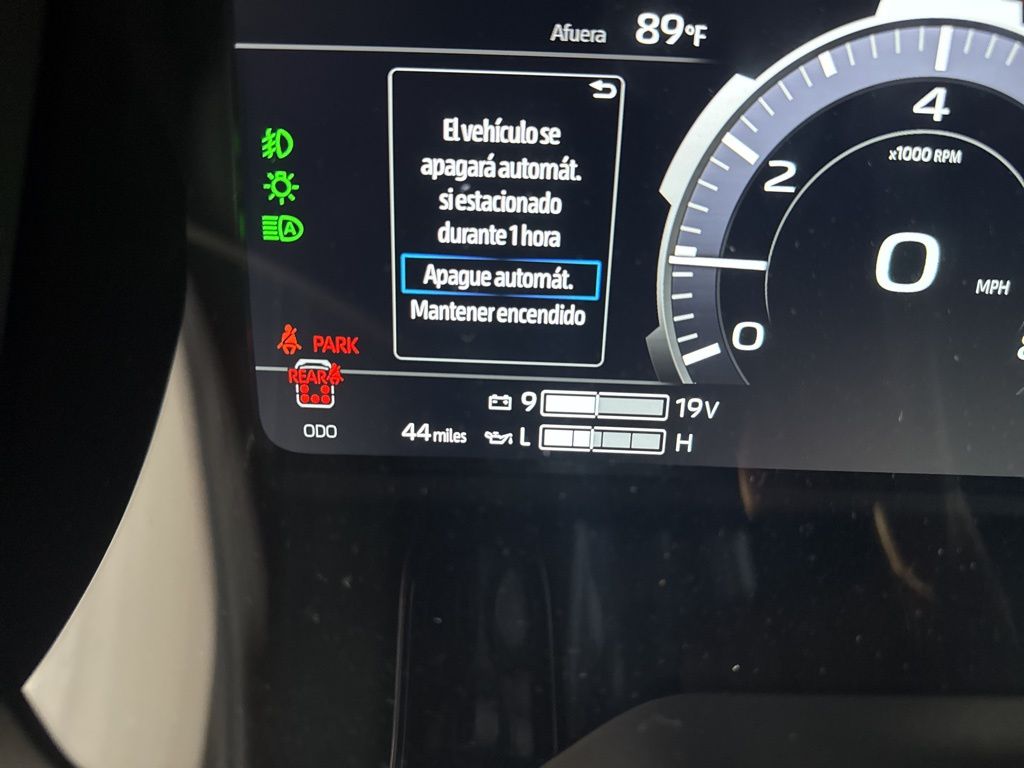 Afuera 89°F
El vehículo se
apagará automát.
si estacionado
durante 1 hora
Apague automát.
Mantener encendido
A
PARK
REAR
ODO 44 miles
9 19V
L H
4
x1000 RPM
2
0 MPH
0